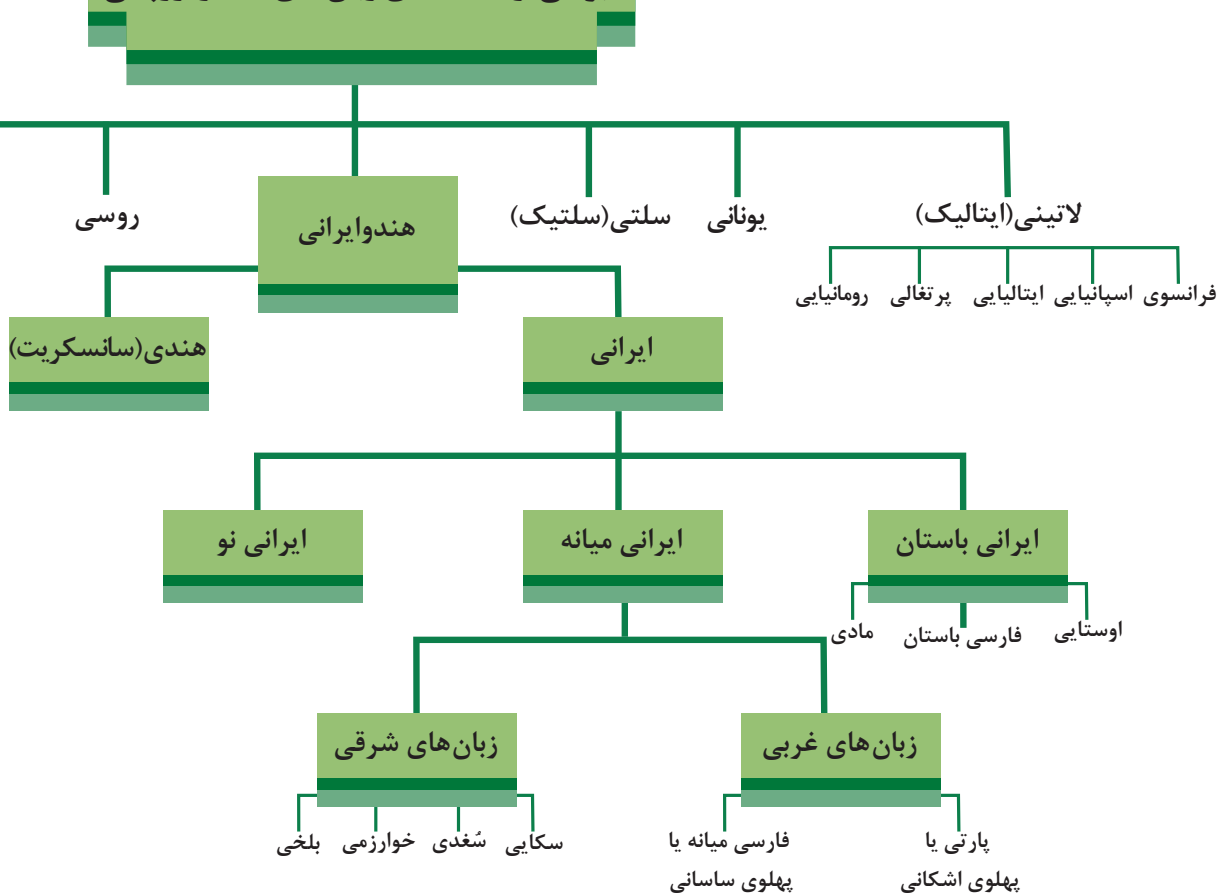 لاتینی(ایتالیک)
یونانی
سلتی(سلتیک)
هندوایرانی
روسی
فرانسوی
اسپانیایی
ایتالیایی
پرتغالی
رومانیایی
ایرانی
هندی(سانسکریت)
ایرانی باستان
ایرانی میانه
ایرانی نو
اوستایی
فارسی باستان
مادی
زبان‌های غربی
زبان‌های شرقی
پارتی یا
پهلوی اشکانی
فارسی میانه یا
پهلوی ساسانی
سکایی
سُغدی
خوارزمی
بلخی